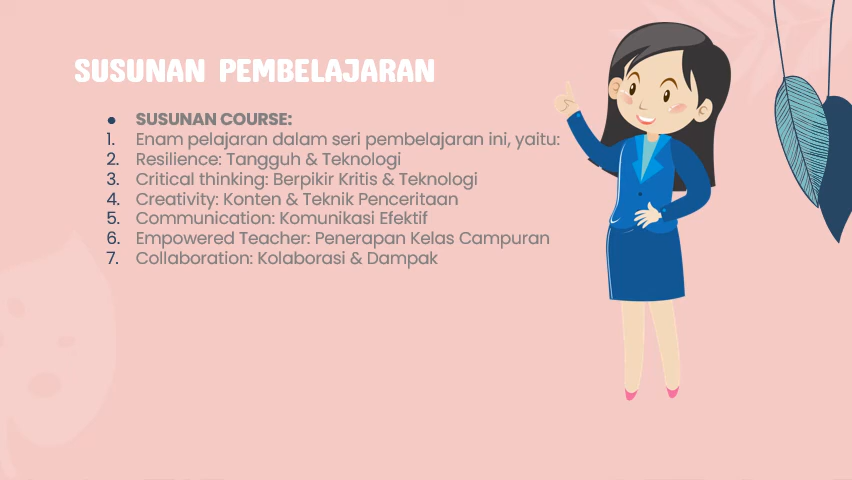 SUSUNAN PEMBELAJARAN
● SUSUNAN COURSE:
1. Enam pelajaran dalam seri pembelajaran ini, yaitu:
2. Resilience: Tangguh & Teknologi
3. Critical thinking: Berpikir Kritis & Teknologi
4. Creativity: Konten & Teknik Penceritaan
5. Communication: Komunikasi Efektif
6. Empowered Teacher: Penerapan Kelas Campuran
7. Collaboration: Kolaborasi & Dampak